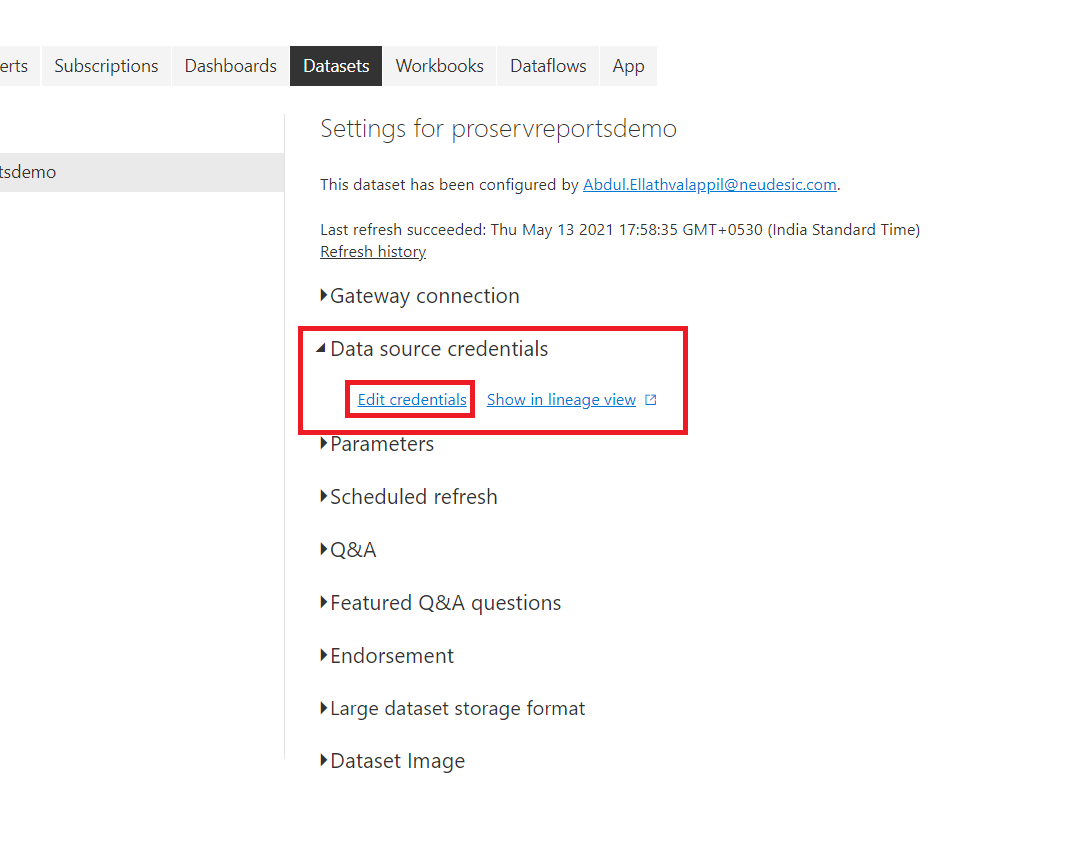 erts Subscriptions Dashboards Datasets Workbooks Dataflows App
Settings for proservreportsdemo
tsdemo
This dataset has been configured by Abdul.Ellathvalappil@neudesic.com.
Last refresh succeeded: Thu May 13 2021 17:58:35 GMT+0530 (India Standard Time)
Refresh history
Gateway connection
Data source credentials
Edit credentials Show in lineage view
Parameters
Scheduled refresh
Q&A
Featured Q&A questions
Endorsement
Large dataset storage format
Dataset Image